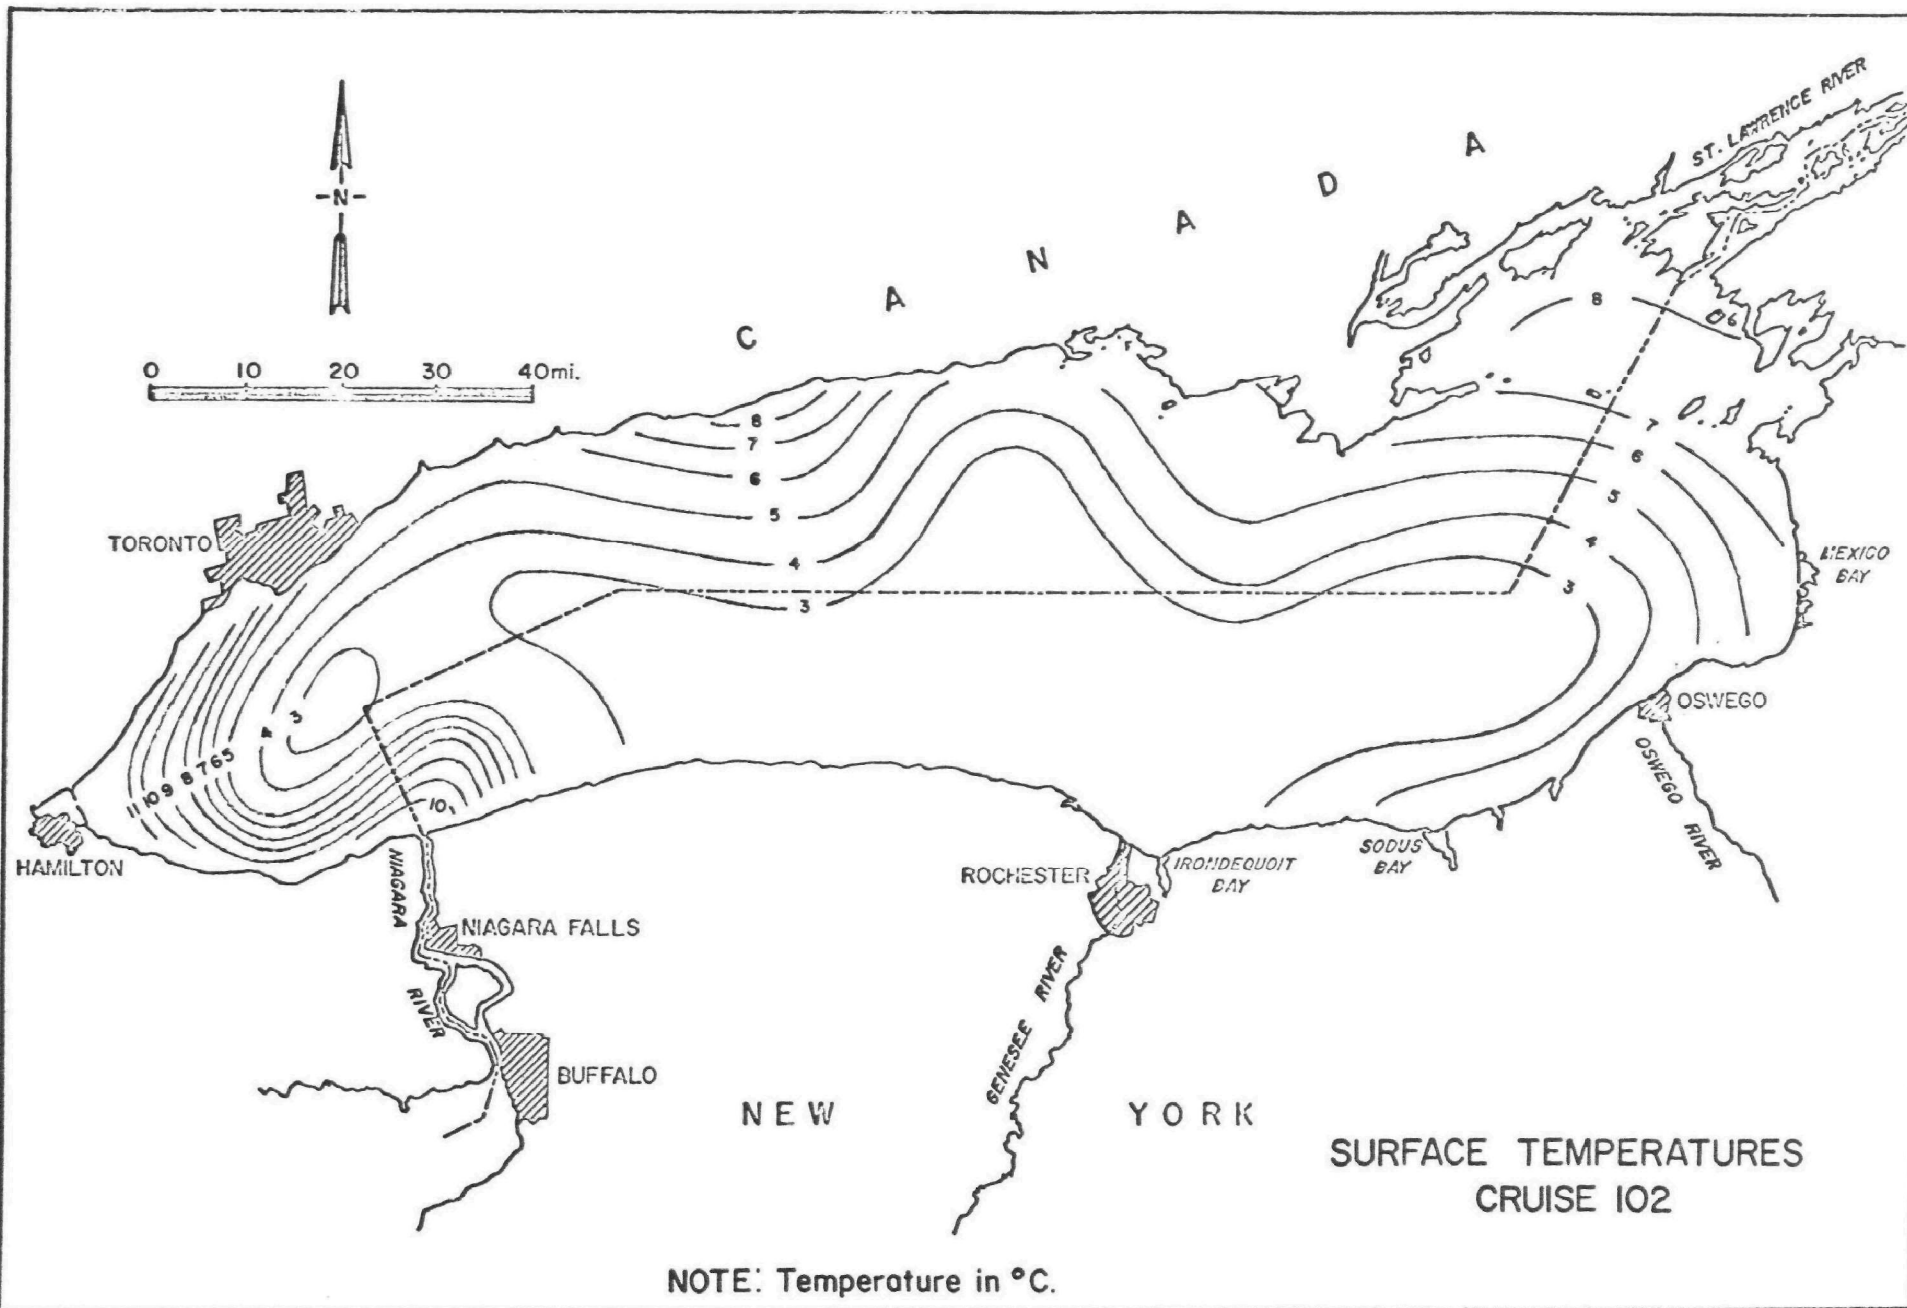 ST. LAWRENCE RIVER
C A N A D A
N
0 10 20 30 40mi.
8
8
7
6
5
4
3
7
6
5
4
3
TORONTO
MEXICO
BAY
3
4
11 10 9 8 7 6 5
10
OSWEGO
OSWEGO RIVER
HAMILTON
NIAGARA
RIVER
NIAGARA FALLS
BUFFALO
ROCHESTER
IRONDEQUOIT
BAY
SODUS
BAY
GENESEE RIVER
NEW YORK
SURFACE TEMPERATURES
CRUISE 102
NOTE: Temperature in °C.